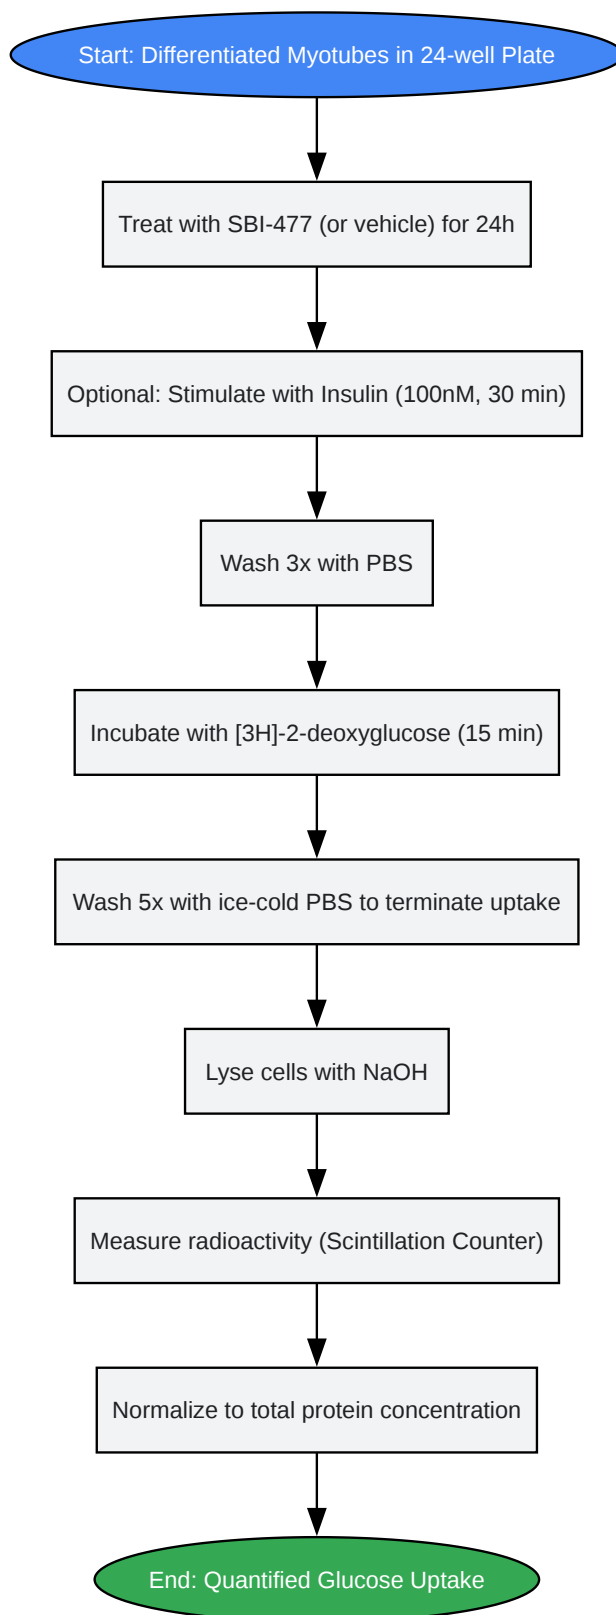 Start: Differentiated Myotubes in 24-well Plate
Treat with SBI-477 (or vehicle) for 24h
Optional: Stimulate with Insulin (100nM, 30 min)
Wash 3x with PBS
Incubate with [3H]-2-deoxyglucose (15 min)
Wash 5x with ice-cold PBS to terminate uptake
Lyse cells with NaOH
Measure radioactivity (Scintillation Counter)
Normalize to total protein concentration
End: Quantified Glucose Uptake